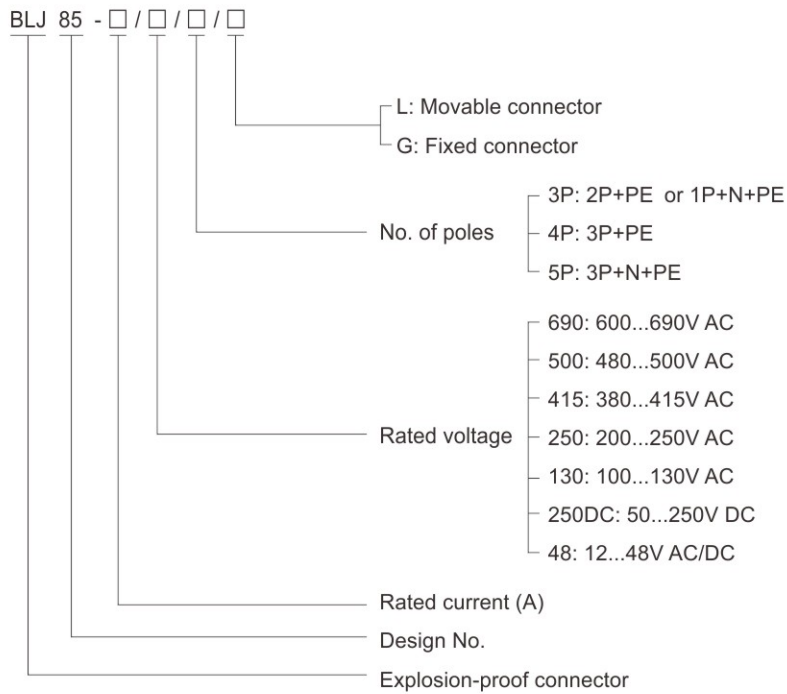 BLJ 85 - □ / □ / □ / □
L: Movable connector
G: Fixed connector
3P: 2P+PE or 1P+N+PE
No. of poles
4P: 3P+PE
5P: 3P+N+PE
690: 600...690V AC
500: 480...500V AC
415: 380...415V AC
Rated voltage
250: 200...250V AC
130: 100...130V AC
250DC: 50...250V DC
48: 12...48V AC/DC
Rated current (A)
Design No.
Explosion-proof connector